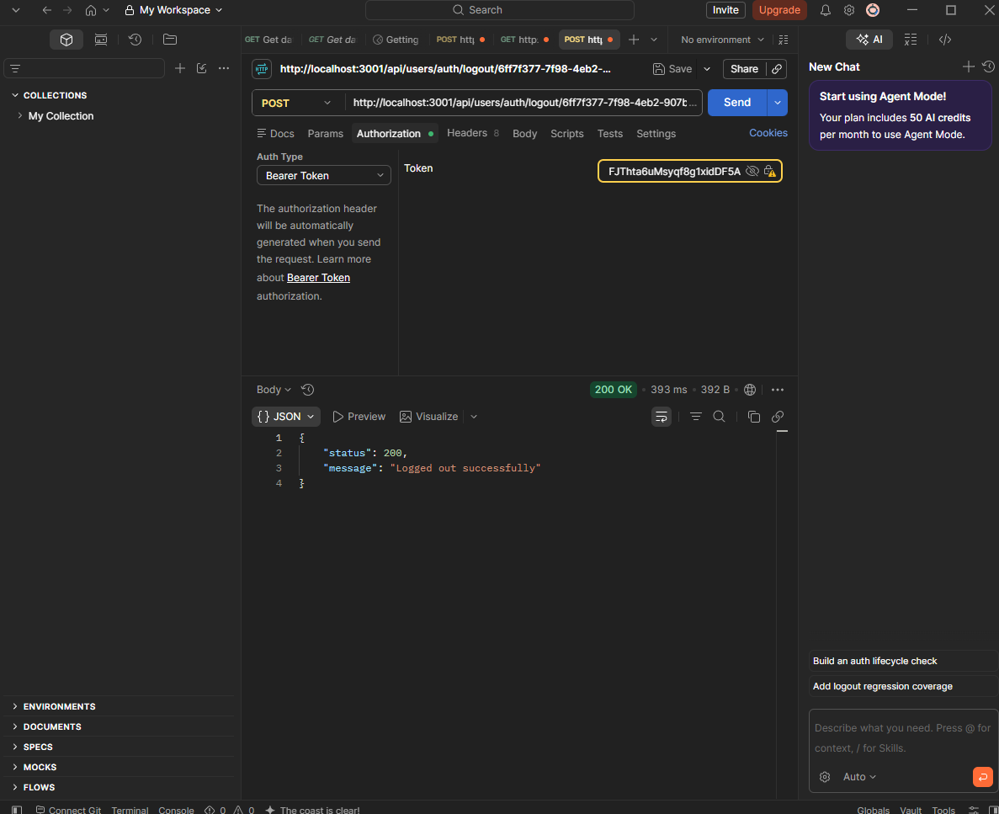 My Workspace
Search
Invite
Upgrade
GET Get da
GET Get da
Getting
POST http
GET http:
POST http
No environment
AI
HTTP
http://localhost:3001/api/users/auth/logout/6ff7f377-7f98-4eb2-...
Save
Share
New Chat
COLLECTIONS
My Collection
POST
http://localhost:3001/api/users/auth/logout/6ff7f377-7f98-4eb2-907b...
Send
Start using Agent Mode!
Your plan includes 50 AI credits
per month to use Agent Mode.
Docs
Params
Authorization
Headers 8
Body
Scripts
Tests
Settings
Cookies
Auth Type
Bearer Token
The authorization header
will be automatically
generated when you send
the request. Learn more
about Bearer Token
authorization.
Token
FJThta6uMsyqf8g1xidDF5A
Body
200 OK
393 ms
392 B
{} JSON
Preview
Visualize
1 {
2 "status": 200,
3 "message": "Logged out successfully"
4 }
Build an auth lifecycle check
Add logout regression coverage
Describe what you need. Press @ for
context, / for Skills.
Auto
ENVIRONMENTS
DOCUMENTS
SPECS
MOCKS
FLOWS
Connect Git
Terminal
Console
0
0
The coast is clear!
Globals
Vault
Tools